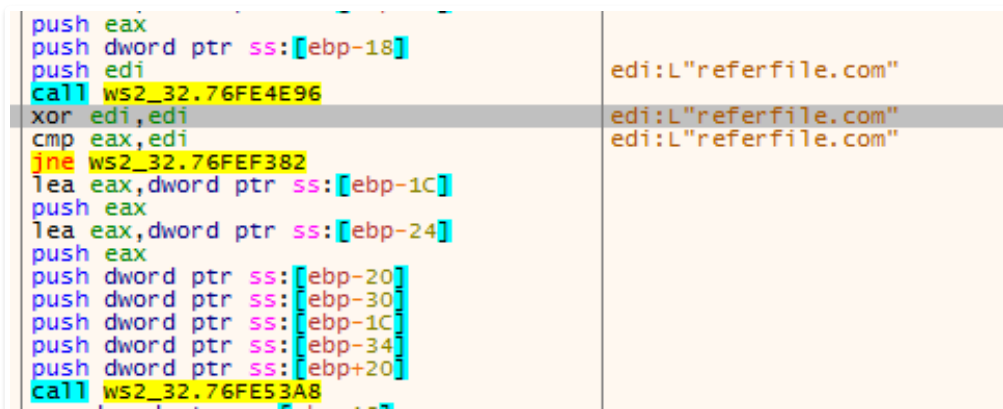 push eax
push dword ptr ss:[ebp-18]
push edi edi:L"referfile.com"
call ws2_32.76FE4E96
xor edi,edi edi:L"referfile.com"
cmp eax,edi edi:L"referfile.com"
jne ws2_32.76FEF382
lea eax,dword ptr ss:[ebp-1C]
push eax
lea eax,dword ptr ss:[ebp-24]
push eax
push dword ptr ss:[ebp-20]
push dword ptr ss:[ebp-30]
push dword ptr ss:[ebp-1C]
push dword ptr ss:[ebp-34]
push dword ptr ss:[ebp+20]
call ws2_32.76FE53A8